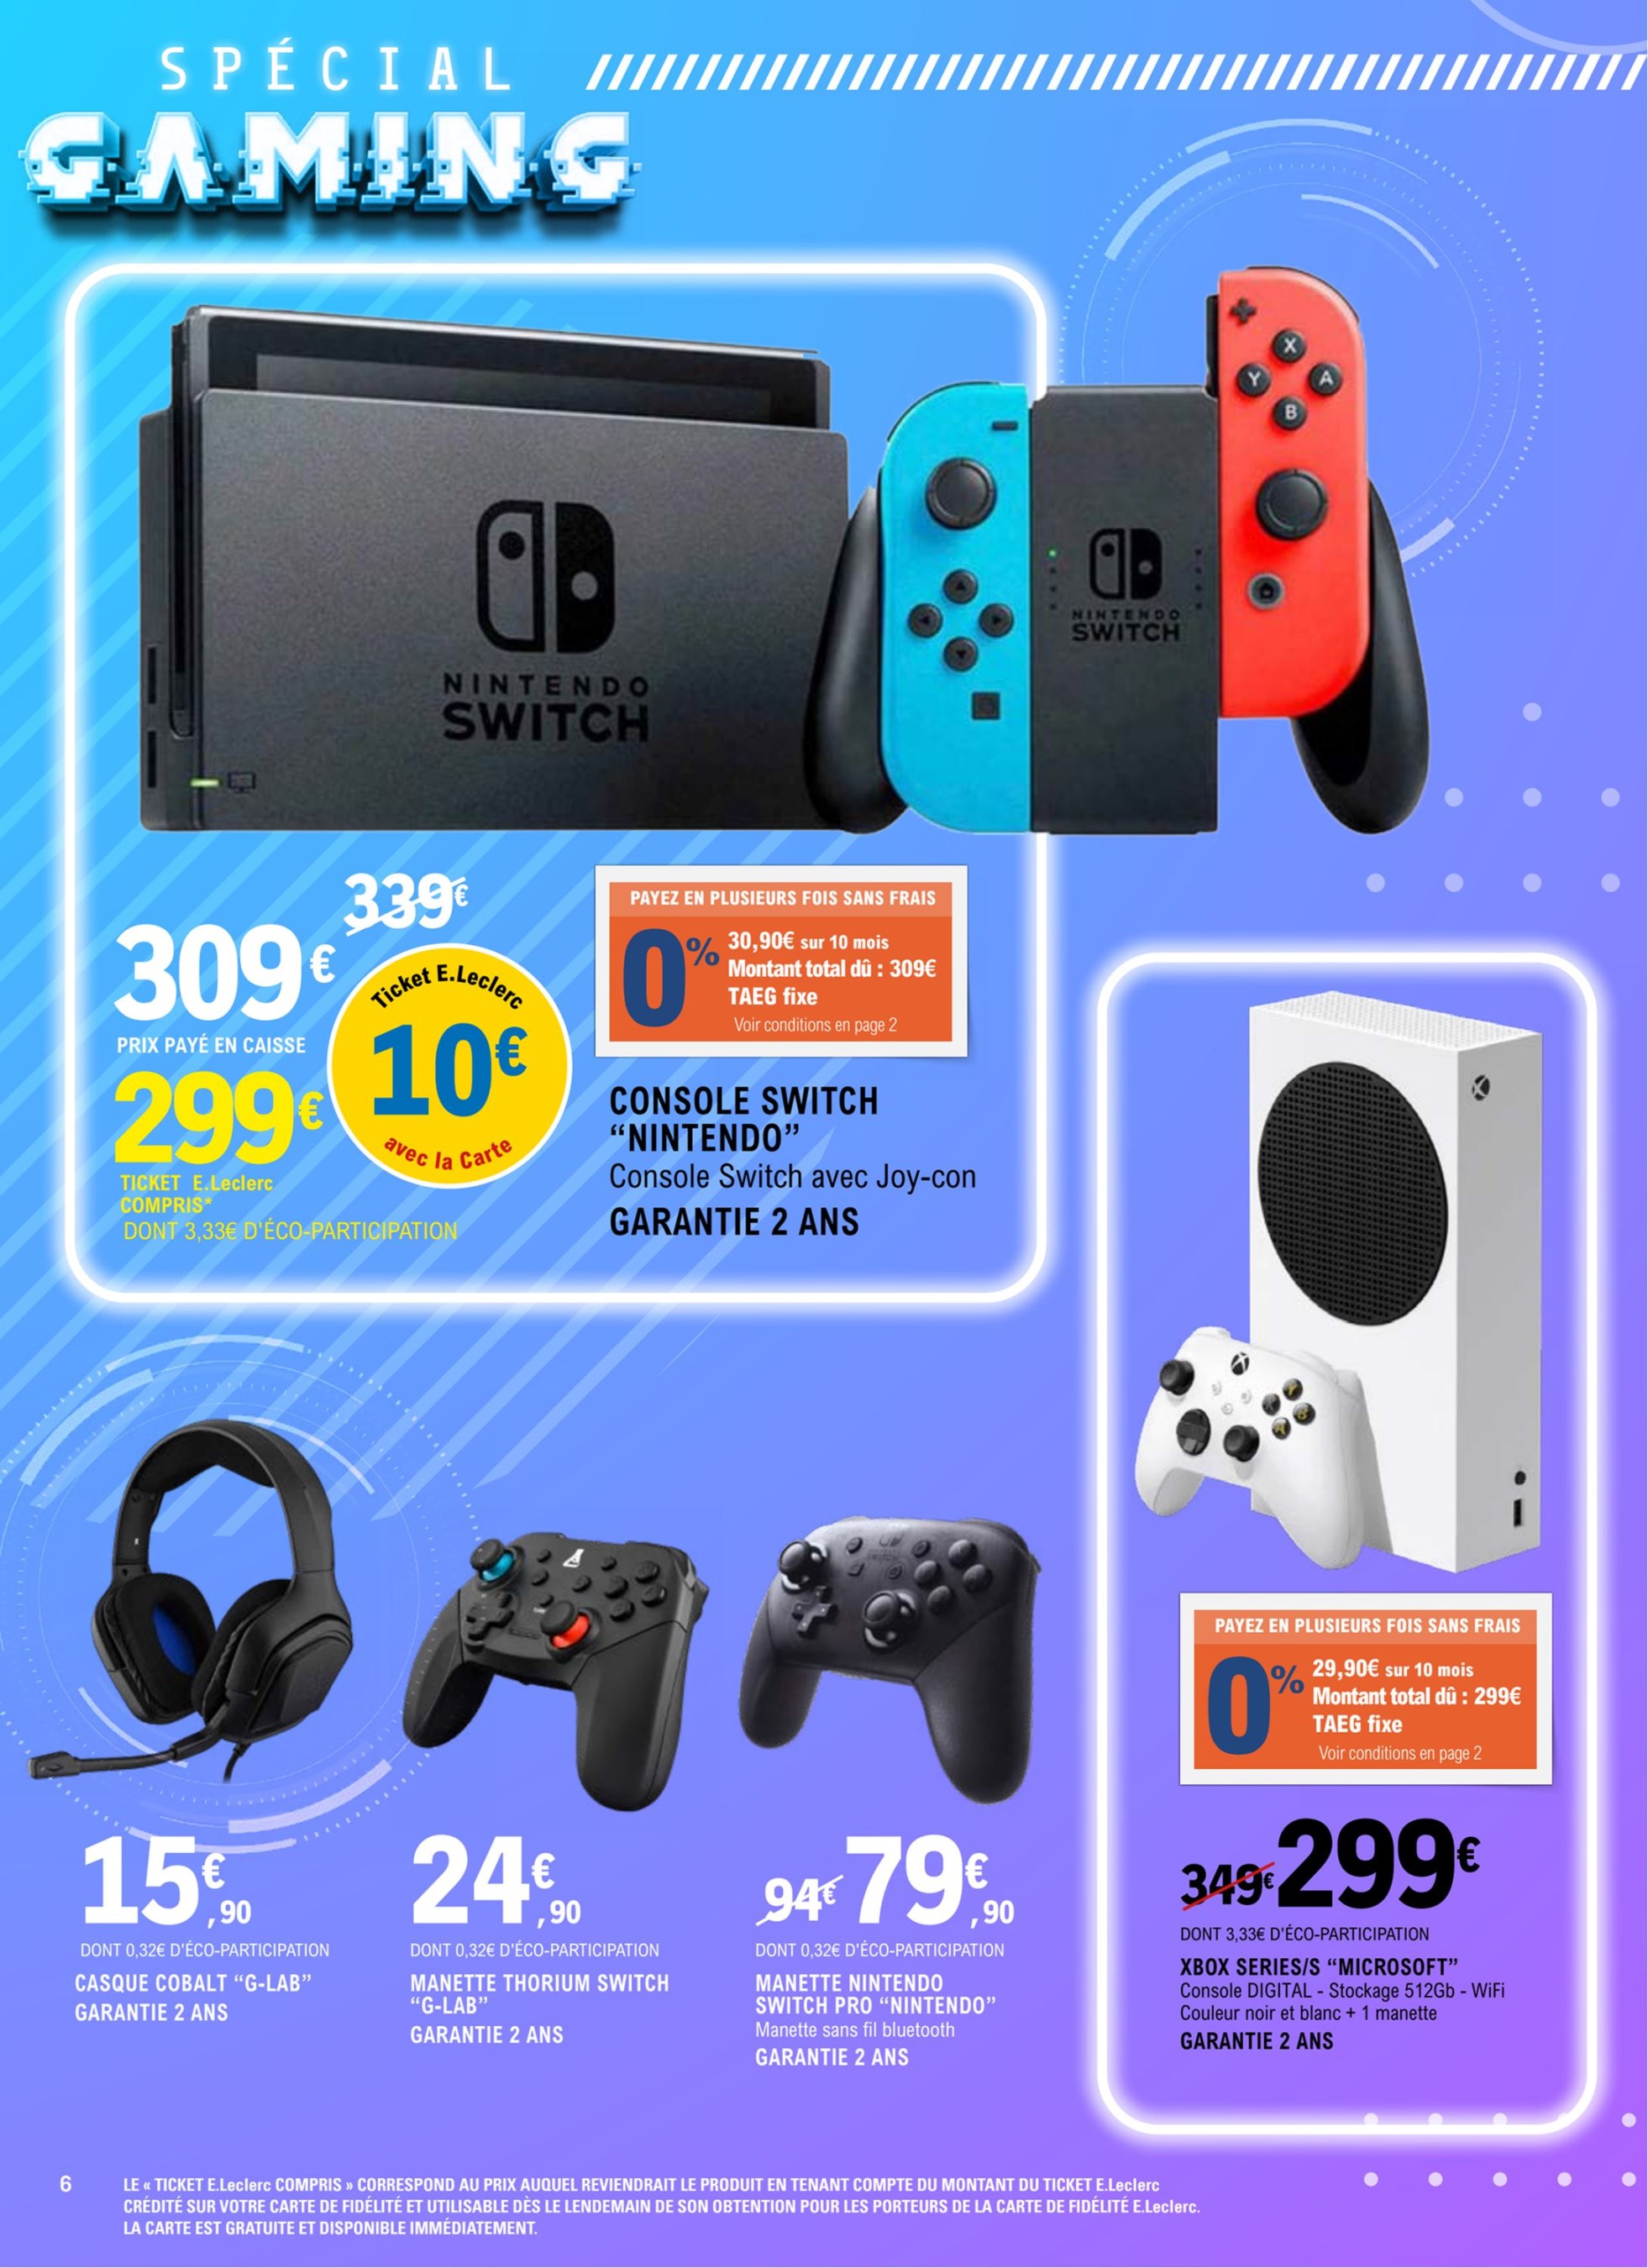 SPÉCIAL
GAMING
NINTENDO
SWITCH
X
Y
A
B
NINTENDO
SWITCH
339€
309€
PRIX PAYÉ EN CAISSE
299€
TICKET E.Leclerc
COMPRIS*
DONT 3,33€ D'ÉCO-PARTICIPATION
Ticket E.Leclerc
10€
avec la Carte
PAYEZ EN PLUSIEURS FOIS SANS FRAIS
0%
30,90€ sur 10 mois
Montant total dû : 309€
TAEG fixe
Voir conditions en page 2
CONSOLE SWITCH
“NINTENDO”
Console Switch avec Joy-con
GARANTIE 2 ANS
15€,90
DONT 0,32€ D'ÉCO-PARTICIPATION
CASQUE COBALT “G-LAB”
GARANTIE 2 ANS
24€,90
DONT 0,32€ D'ÉCO-PARTICIPATION
MANETTE THORIUM SWITCH
“G-LAB”
GARANTIE 2 ANS
94€ 79€,90
DONT 0,32€ D'ÉCO-PARTICIPATION
MANETTE NINTENDO
SWITCH PRO “NINTENDO”
Manette sans fil bluetooth
GARANTIE 2 ANS
Y
X
B
A
PAYEZ EN PLUSIEURS FOIS SANS FRAIS
0%
29,90€ sur 10 mois
Montant total dû : 299€
TAEG fixe
Voir conditions en page 2
349€ 299€
DONT 3,33€ D'ÉCO-PARTICIPATION
XBOX SERIES/S “MICROSOFT”
Console DIGITAL - Stockage 512Gb - WiFi
Couleur noir et blanc + 1 manette
GARANTIE 2 ANS
6
LE « TICKET E.Leclerc COMPRIS » CORRESPOND AU PRIX AUQUEL REVIENDRAIT LE PRODUIT EN TENANT COMPTE DU MONTANT DU TICKET E.Leclerc
CRÉDITÉ SUR VOTRE CARTE DE FIDÉLITÉ ET UTILISABLE DÈS LE LENDEMAIN DE SON OBTENTION POUR LES PORTEURS DE LA CARTE DE FIDÉLITÉ E.Leclerc.
LA CARTE EST GRATUITE ET DISPONIBLE IMMÉDIATEMENT.